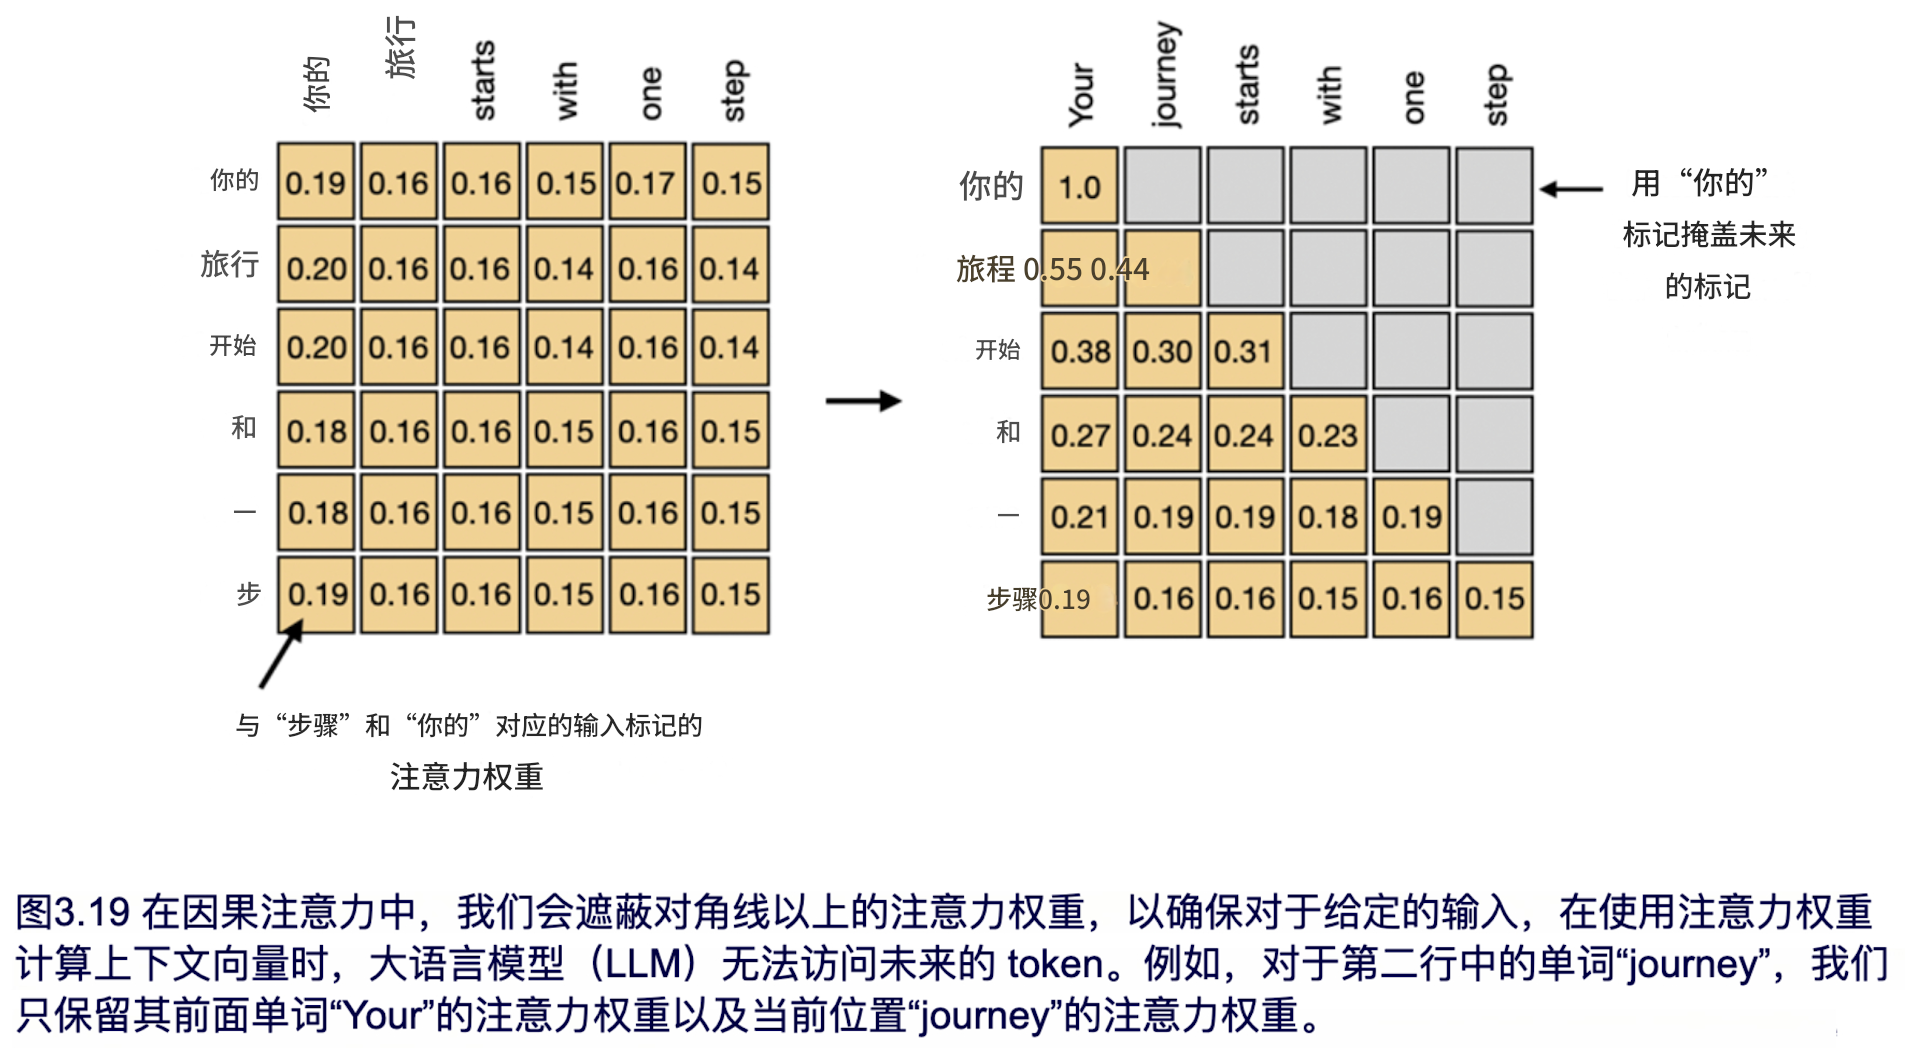 你的 旅行 starts with one step
你的 0.19 0.16 0.16 0.15 0.17 0.15
旅行 0.20 0.16 0.16 0.14 0.16 0.14
开始 0.20 0.16 0.16 0.14 0.16 0.14
和 0.18 0.16 0.16 0.15 0.16 0.15
一 0.18 0.16 0.16 0.15 0.16 0.15
步 0.19 0.16 0.16 0.15 0.16 0.15
与“步骤”和“你的”对应的输入标记的
注意力权重
Your journey starts with one step
你的 1.0
旅程 0.55 0.44
开始 0.38 0.30 0.31
和 0.27 0.24 0.24 0.23
一 0.21 0.19 0.19 0.18 0.19
步骤0.19 0.16 0.16 0.15 0.16 0.15
用“你的”
标记掩盖未来
的标记
图3.19 在因果注意力中，我们会遮蔽对角线以上的注意力权重，以确保对于给定的输入，在使用注意力权重
计算上下文向量时，大语言模型（LLM）无法访问未来的 token。例如，对于第二行中的单词“journey”，我们
只保留其前面单词“Your”的注意力权重以及当前位置“journey”的注意力权重。